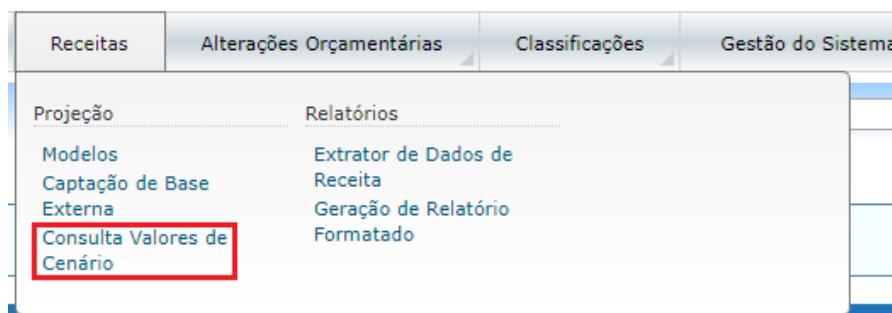 Receitas
Alterações Orçamentárias
Classificações
Gestão do Sistema
Projeção
Modelos
Captação de Base
Externa
Consulta Valores de
Cenário
Relatórios
Extrator de Dados de
Receita
Geração de Relatório
Formatado